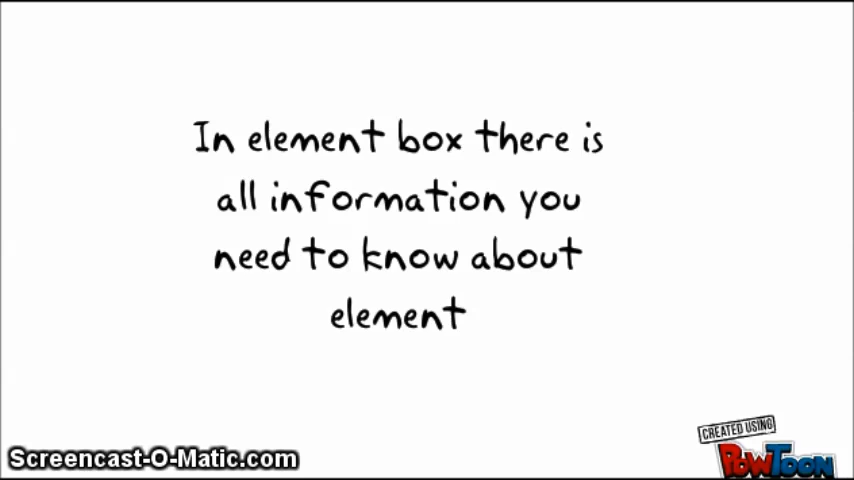 In element box there is
all information you
need to know about
element
CREATED USING
POWTOON
Screencast-O-Matic.com